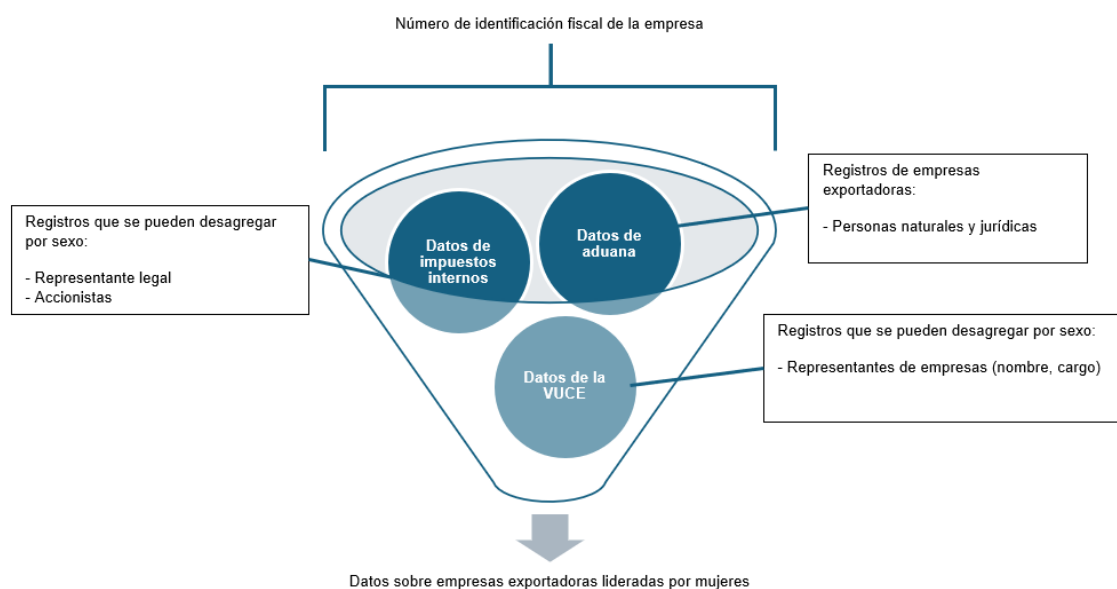 Número de identificación fiscal de la empresa
Registros de empresas
exportadoras:
- Personas naturales y jurídicas
Registros que se pueden desagregar
por sexo:
- Representante legal
- Accionistas
Datos de
impuestos
internos
Datos de
aduana
Registros que se pueden desagregar por sexo:
- Representantes de empresas (nombre, cargo)
Datos de la
VUCE
Datos sobre empresas exportadoras lideradas por mujeres